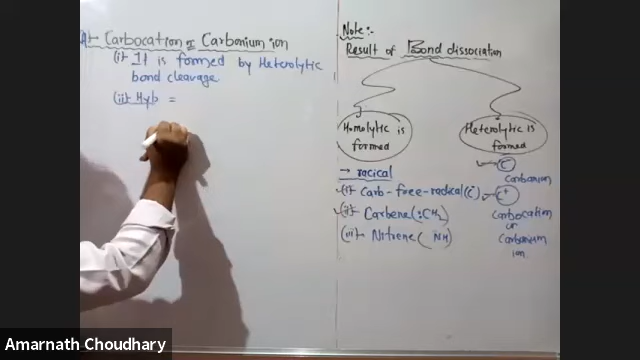 A)→ Carbocation or Carbonium ion
(i)→ It is formed by Heterolytic
bond cleavage
(ii)→ Hyb =
Note:-
Result of Bond dissociation
Homolytic is
formed
Heterolytic is
formed
→ racical
(i)→ Carb-free-radical(Ċ)
(ii)→ Carbene(:CH₂)
(iii)→ Nitrene(N̈H)
C⁻
carbanion
C⁺
carbocation
or
carbonium
ion.
Amarnath Choudhary